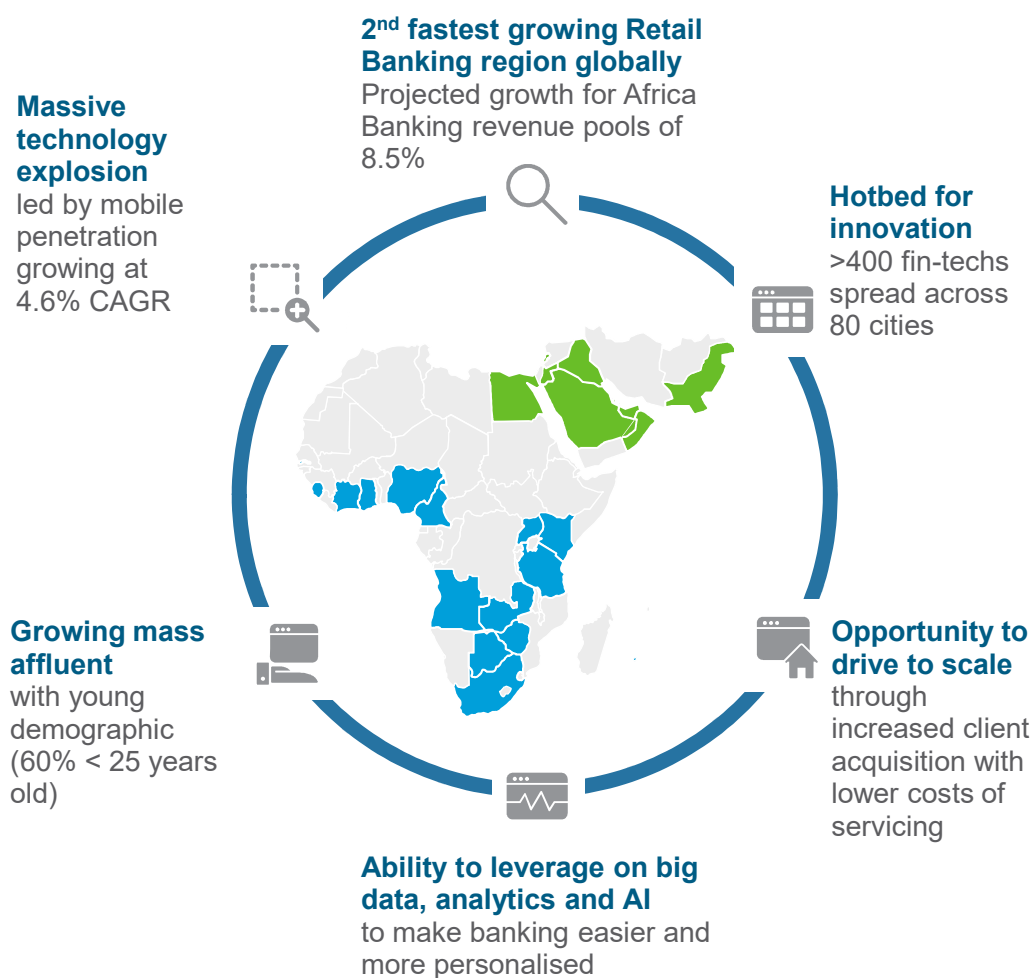 2nd fastest growing Retail
Banking region globally
Projected growth for Africa
Banking revenue pools of
8.5%
Massive
technology
explosion
led by mobile
penetration
growing at
4.6% CAGR
Hotbed for
innovation
>400 fin-techs
spread across
80 cities
Growing mass
affluent
with young
demographic
(60% < 25 years
old)
Opportunity to
drive to scale
through
increased client
acquisition with
lower costs of
servicing
Ability to leverage on big
data, analytics and AI
to make banking easier and
more personalised